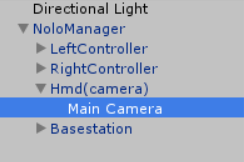 Directional Light
NoloManager
LeftController
RightController
Hmd(camera)
Main Camera
Basestation